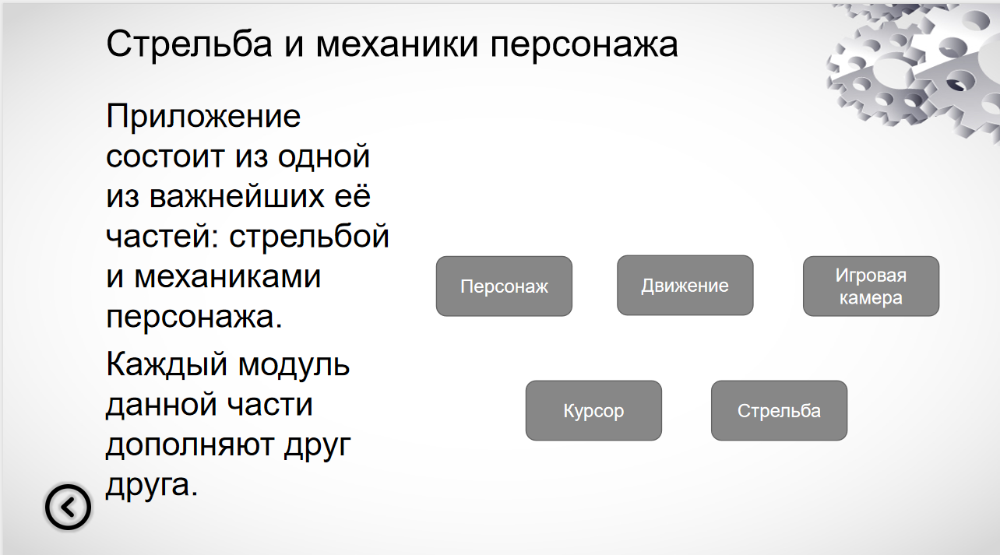 Стрельба и механики персонажа
Приложение
состоит из одной
из важнейших её
частей: стрельбой
и механиками
персонажа.
Каждый модуль
данной части
дополняют друг
друга.
Персонаж
Движение
Игровая
камера
Курсор
Стрельба